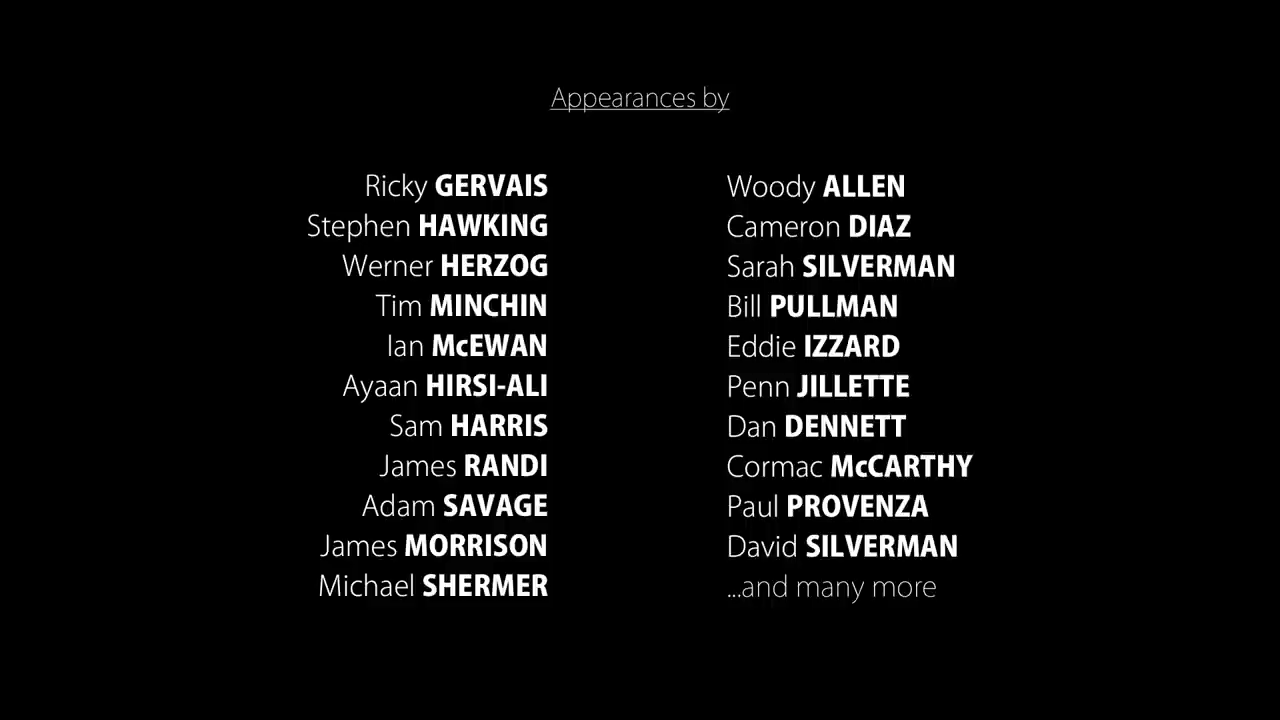 Appearances by
Ricky GERVAIS
Stephen HAWKING
Werner HERZOG
Tim MINCHIN
Ian McEWAN
Ayaan HIRSI-ALI
Sam HARRIS
James RANDI
Adam SAVAGE
James MORRISON
Michael SHERMER
Woody ALLEN
Cameron DIAZ
Sarah SILVERMAN
Bill PULLMAN
Eddie IZZARD
Penn JILLETTE
Dan DENNETT
Cormac McCARTHY
Paul PROVENZA
David SILVERMAN
...and many more